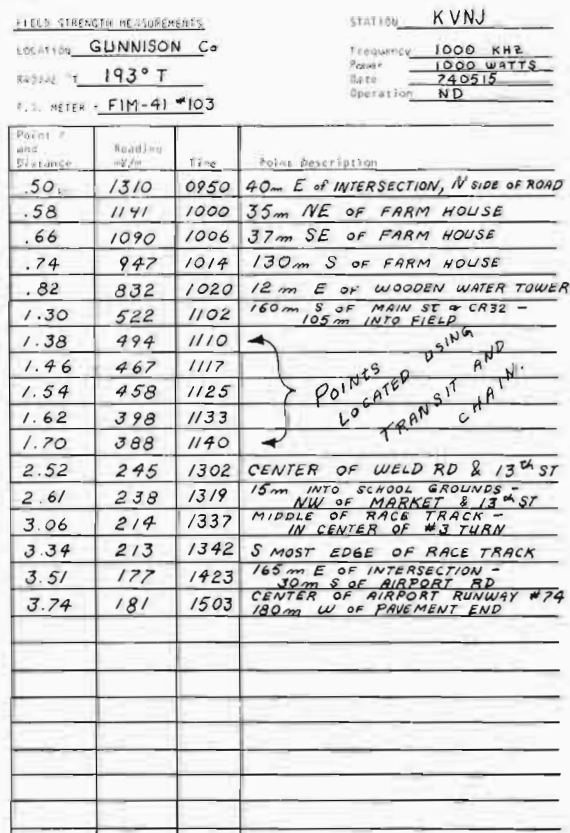 FIELD STRENGTH MEASUREMENTS
STATION KVNJ
LOCATION GUNNISON Co
Frequency 1000 KHZ
Power 1000 WATTS
RADIAL 193° T
Date 740515
Operation ND
METER - FIM-41 #103
Point #
and
Distance
Reading
mV/m
Time
Point Description
.50 1310 0950 40m E of INTERSECTION, N SIDE OF ROAD
.58 1141 1000 35m NE OF FARM HOUSE
.66 1090 1006 37m SE OF FARM HOUSE
.74 947 1014 130m S OF FARM HOUSE
.82 832 1020 12m E OF WOODEN WATER TOWER
1.30 522 1102 160m S OF MAIN ST & CR32 -
105m INTO FIELD
1.38 494 1110
1.46 467 1117
1.54 458 1125
1.62 398 1133
1.70 388 1140
POINTS
LOCATED USING
TRANSIT AND
CHAIN.
2.52 245 1302 CENTER OF WELD RD & 13th ST
2.61 238 1319 15m INTO SCHOOL GROUNDS -
NW OF MARKET & 13th ST
3.06 214 1337 MIDDLE OF RACE TRACK -
IN CENTER OF #3 TURN
3.34 213 1342 S MOST EDGE OF RACE TRACK
3.51 177 1423 165m E OF INTERSECTION -
30m S OF AIRPORT RD
3.74 181 1503 CENTER OF AIRPORT RUNWAY #74
180m W OF PAVEMENT END